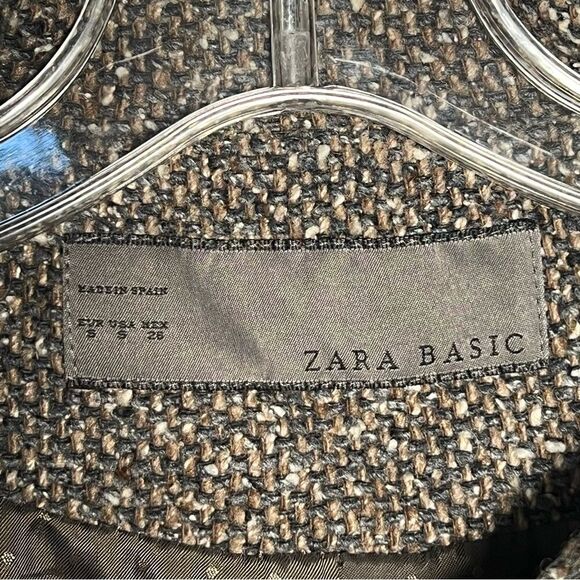 MADE IN SPAIN
EUR USA MEX
S S 26
ZARA BASIC